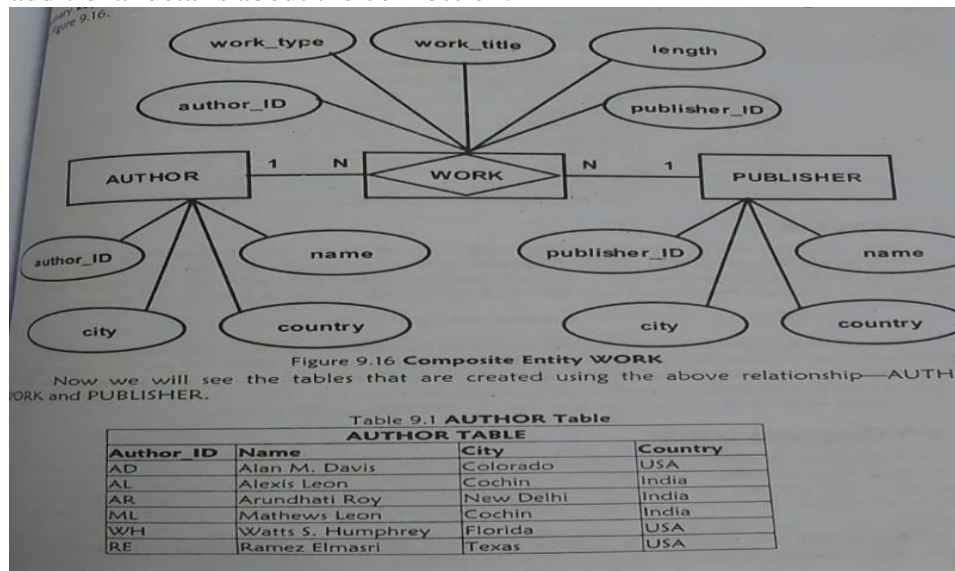 Figure 9.16.
work_type
work_title
length
author_ID
publisher_ID
AUTHOR
1
N
WORK
N
1
PUBLISHER
author_ID
name
publisher_ID
name
city
country
city
country
Figure 9.16 Composite Entity WORK
Now we will see the tables that are created using the above relationship—AUTH
ORK and PUBLISHER.
Table 9.1 AUTHOR Table
AUTHOR TABLE
Author_ID Name City Country
AD Alan M. Davis Colorado USA
AL Alexis Leon Cochin India
AR Arundhati Roy New Delhi India
ML Mathews Leon Cochin India
WH Watts S. Humphrey Florida USA
RE Ramez Elmasri Texas USA